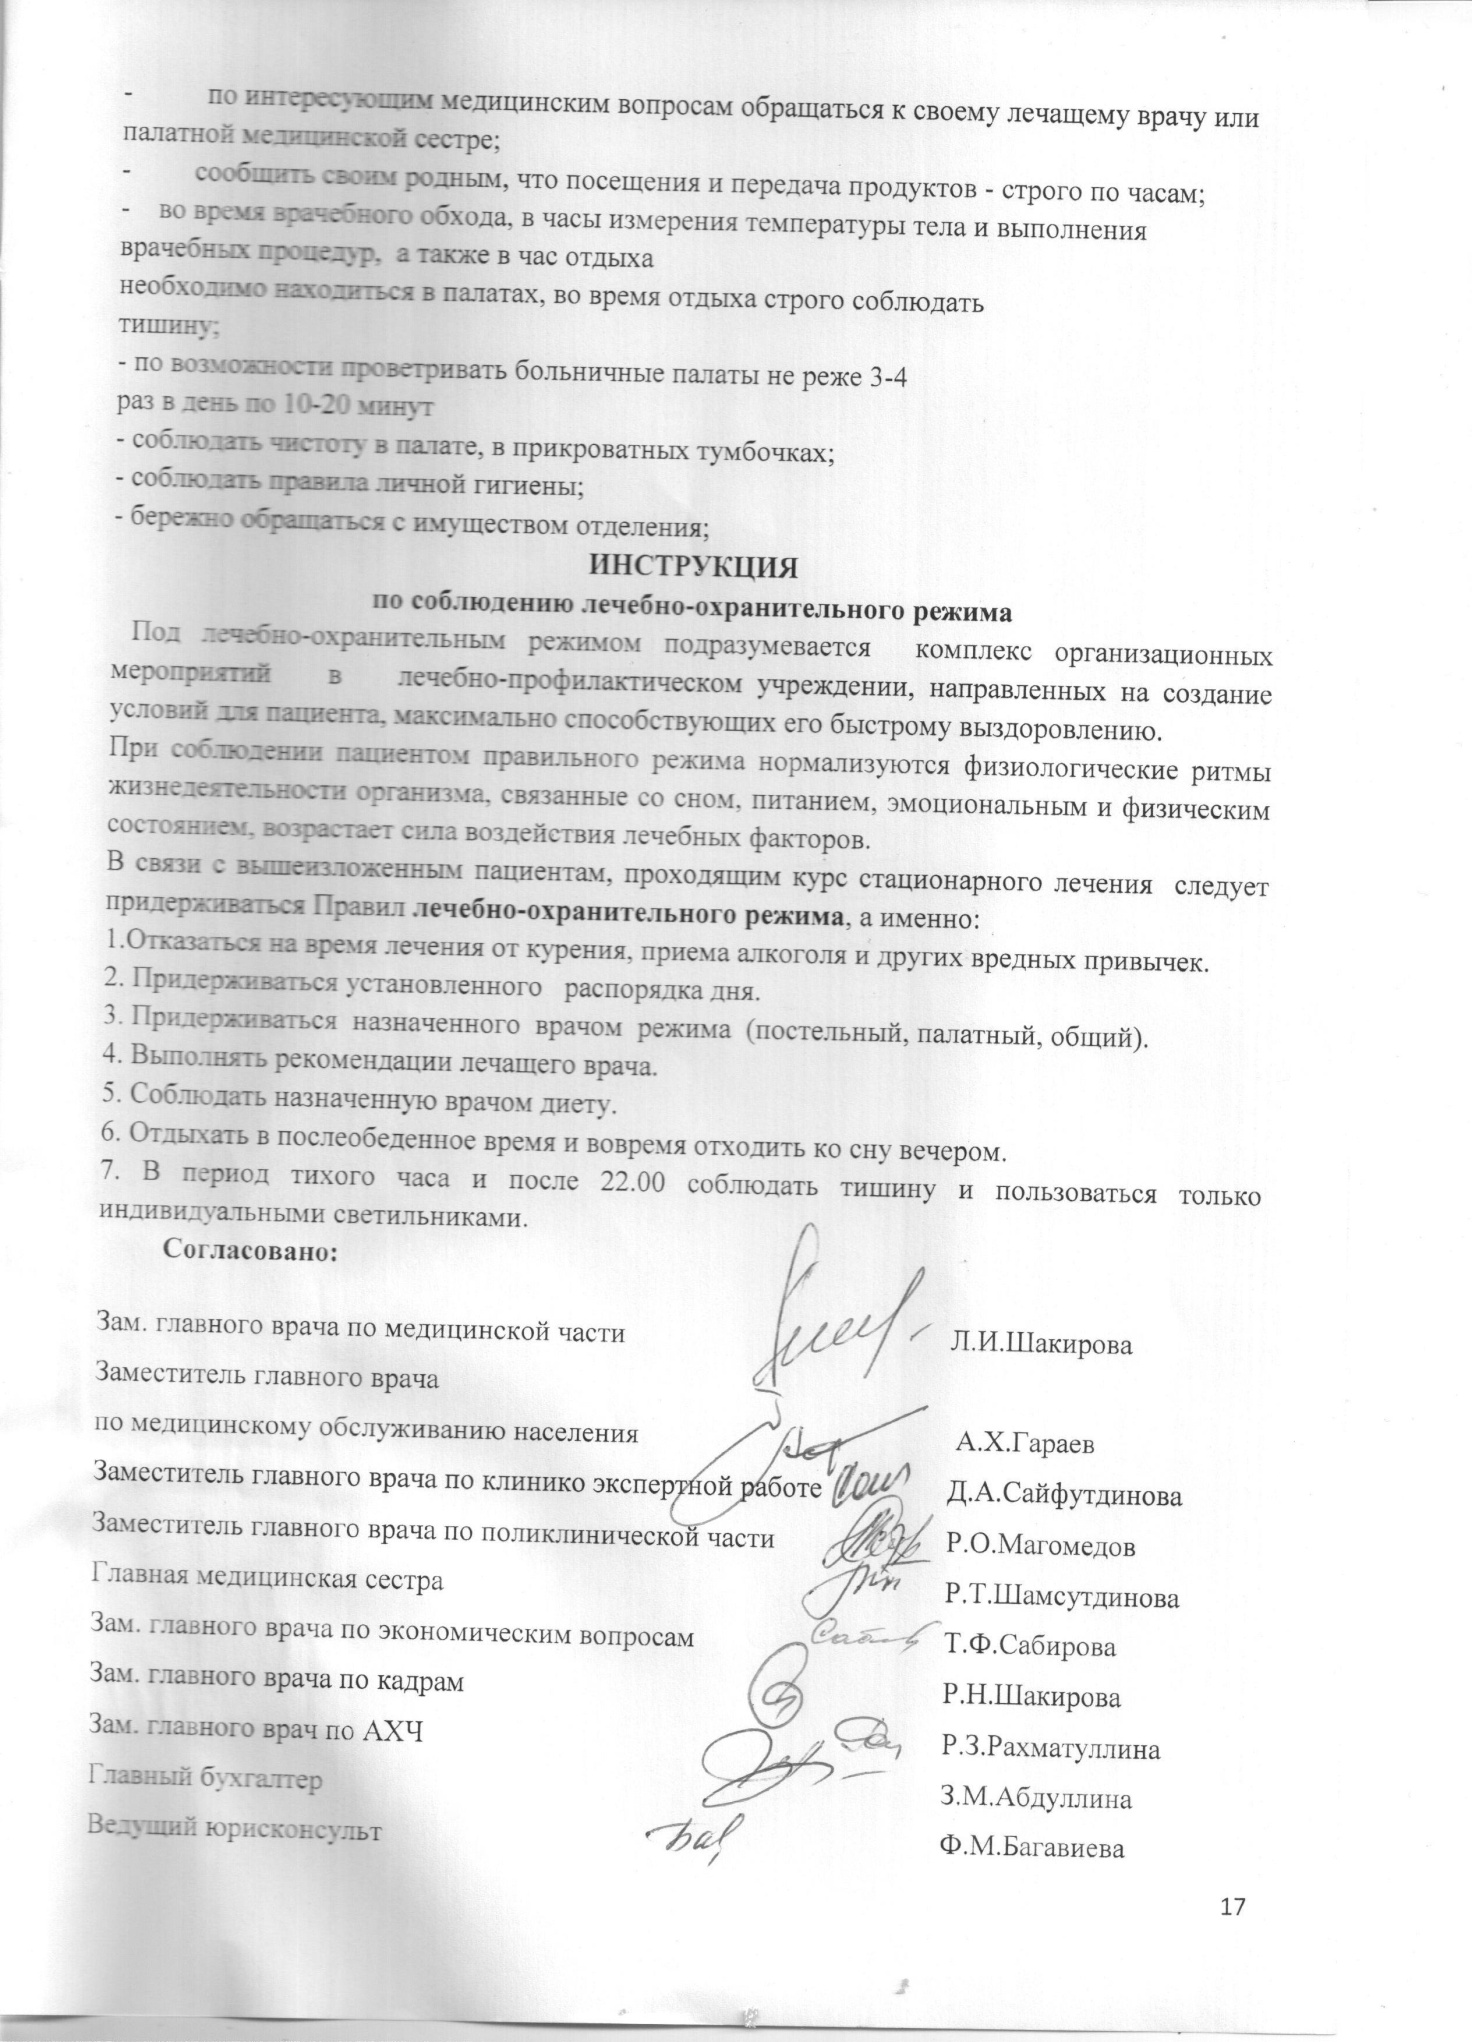 - по интересующим медицинским вопросам обращаться к своему лечащему врачу или
палатной медицинской сестре;
- сообщить своим родным, что посещения и передача продуктов - строго по часам;
- во время врачебного обхода, в часы измерения температуры тела и выполнения
врачебных процедур, а также в час отдыха
необходимо находиться в палатах, во время отдыха строго соблюдать
тишину;
- по возможности проветривать больничные палаты не реже 3-4
раз в день по 10-20 минут
- соблюдать чистоту в палате, в прикроватных тумбочках;
- соблюдать правила личной гигиены;
- бережно обращаться с имуществом отделения;
ИНСТРУКЦИЯ
по соблюдению лечебно-охранительного режима
Под лечебно-охранительным режимом подразумевается комплекс организационных
мероприятий в лечебно-профилактическом учреждении, направленных на создание
условий для пациента, максимально способствующих его быстрому выздоровлению.
При соблюдении пациентом правильного режима нормализуются физиологические ритмы
жизнедеятельности организма, связанные со сном, питанием, эмоциональным и физическим
состоянием, возрастает сила воздействия лечебных факторов.
В связи с вышеизложенным пациентам, проходящим курс стационарного лечения следует
придерживаться Правил лечебно-охранительного режима, а именно:
1.Отказаться на время лечения от курения, приема алкоголя и других вредных привычек.
2. Придерживаться установленного распорядка дня.
3. Придерживаться назначенного врачом режима (постельный, палатный, общий).
4. Выполнять рекомендации лечащего врача.
5. Соблюдать назначенную врачом диету.
6. Отдыхать в послеобеденное время и вовремя отходить ко сну вечером.
7. В период тихого часа и после 22.00 соблюдать тишину и пользоваться только
индивидуальными светильниками.
Согласовано:
Зам. главного врача по медицинской части Л.И.Шакирова
Заместитель главного врача
по медицинскому обслуживанию населения А.Х.Гараев
Заместитель главного врача по клинико экспертной работе Д.А.Сайфутдинова
Заместитель главного врача по поликлинической части Р.О.Магомедов
Главная медицинская сестра Р.Т.Шамсутдинова
Зам. главного врача по экономическим вопросам Т.Ф.Сабирова
Зам. главного врача по кадрам Р.Н.Шакирова
Зам. главного врач по АХЧ Р.З.Рахматуллина
Главный бухгалтер З.М.Абдуллина
Ведущий юрисконсульт Ф.М.Багавиева
17